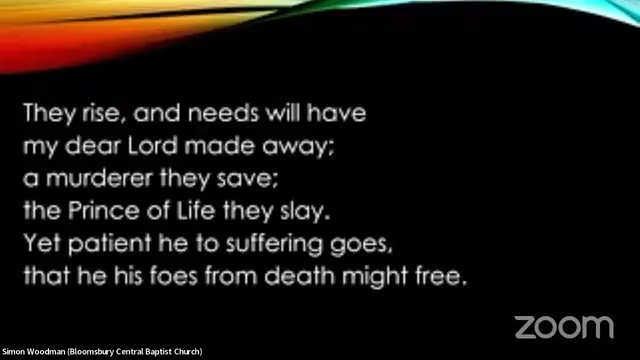 They rise, and needs will have
my dear Lord made away;
a murderer they save;
the Prince of Life they slay.
Yet patient he to suffering goes,
that he his foes from death might free.
zoom
Simon Woodman (Bloomsbury Central Baptist Church)